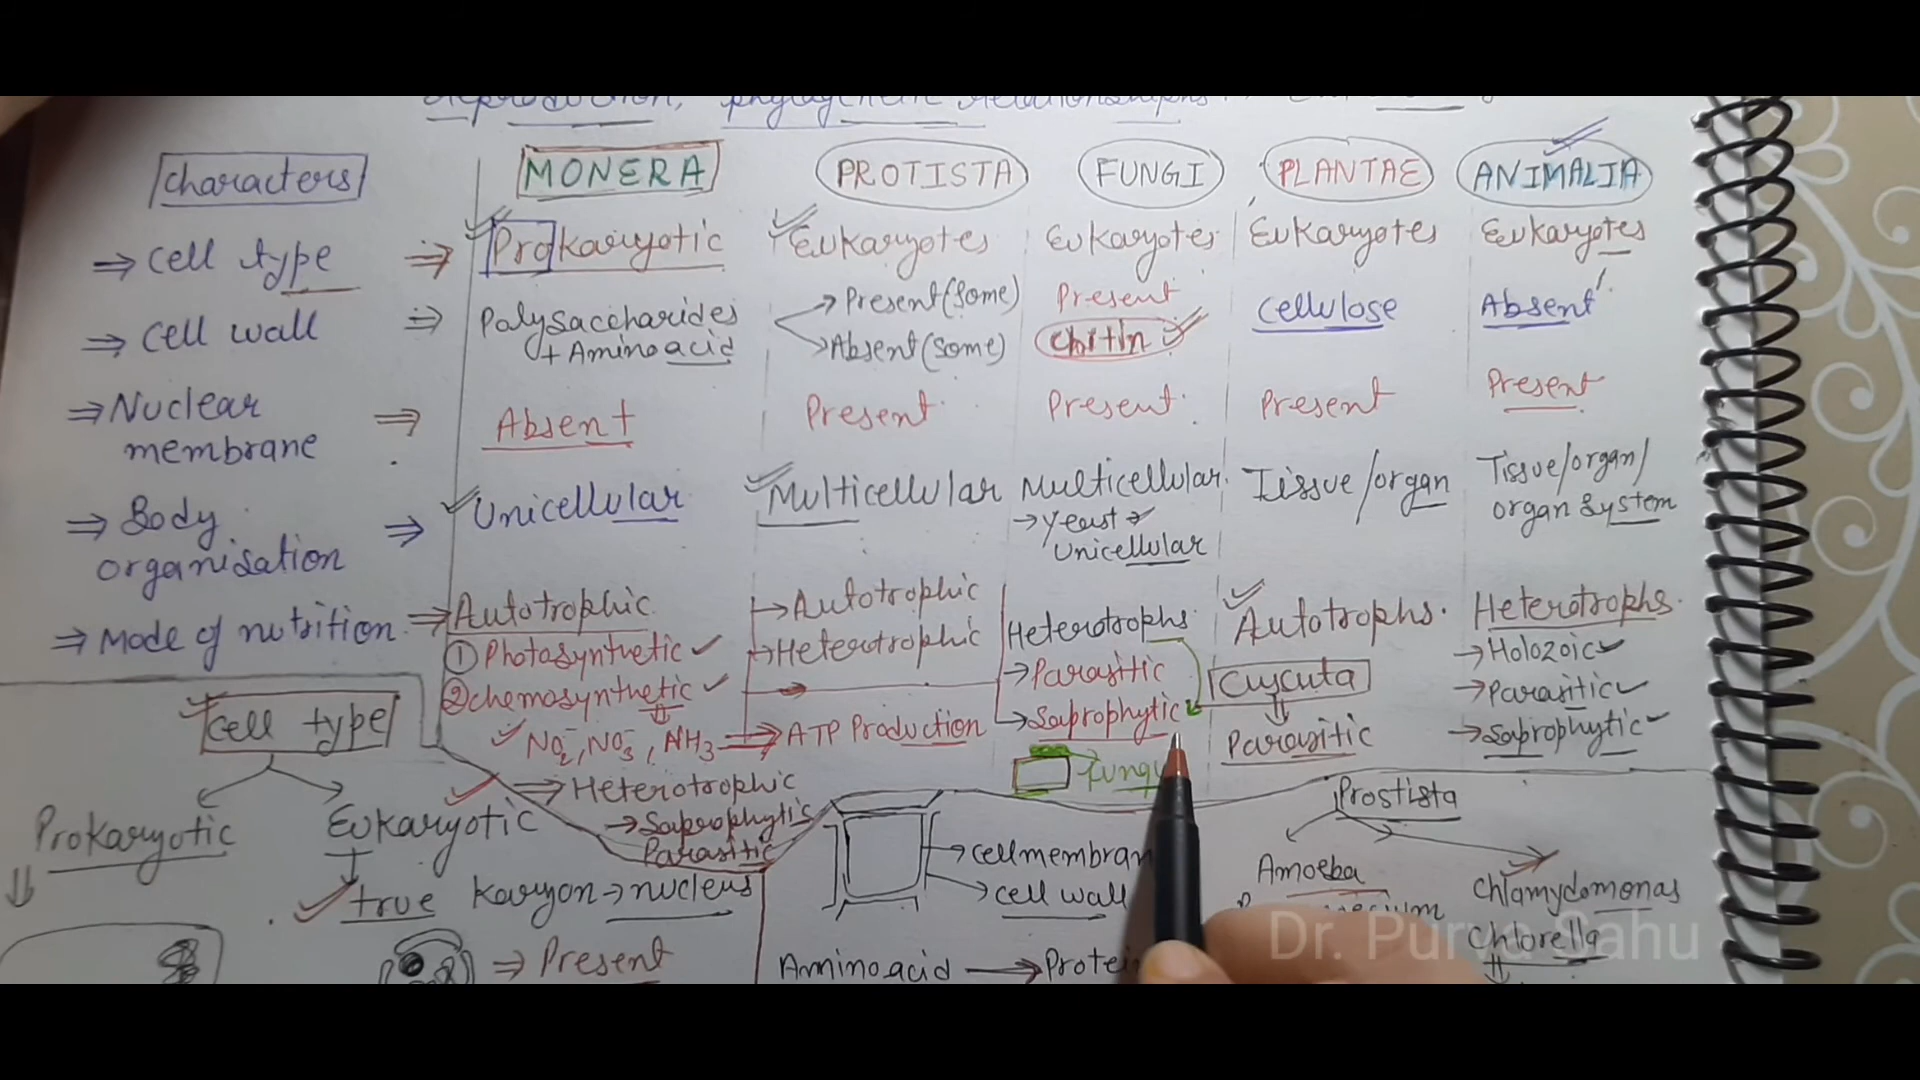 Reproduction, phylogenetic relationships
characters MONERA PROTISTA FUNGI PLANTAE ANIMALIA
⇒ Cell type ⇒ Prokaryotic Eukaryotes Eukaryotes Eukaryotes Eukaryotes
⇒ Cell wall ⇒ Polysaccharides + Amino acid → Present (Some) → Absent (Some) Present Chitin Cellulose Absent
⇒ Nuclear membrane ⇒ Absent Present Present Present Present
⇒ Body organisation ⇒ Unicellular Multicellular Multicellular → Yeast → Unicellular Tissue/organ Tissue/organ/ organ System
⇒ Mode of nutrition ⇒ Autotrophic → Autotrophic → Heterotrophic Heterotrophs Autotrophs Heterotrophs
① Photosynthetic → Parasitic Cuscuta → Holozoic
② chemosynthetic → Saprophytic ⇓ → Parasitic
NO2-, NO3-, NH3 ⇒ ATP Production Parasitic → Saprophytic
⇒ Heterotrophic
→ Saprophytic
Parasitic
fungi
Cell type
Prokaryotic Eukaryotic
true Karyon → nucleus
⇒ Present
→ cell membran
→ cell wall
Amino acid → Protei
Prostista
Amoeba Chlamydomonas
Chlorella
Dr. Purva Sahu